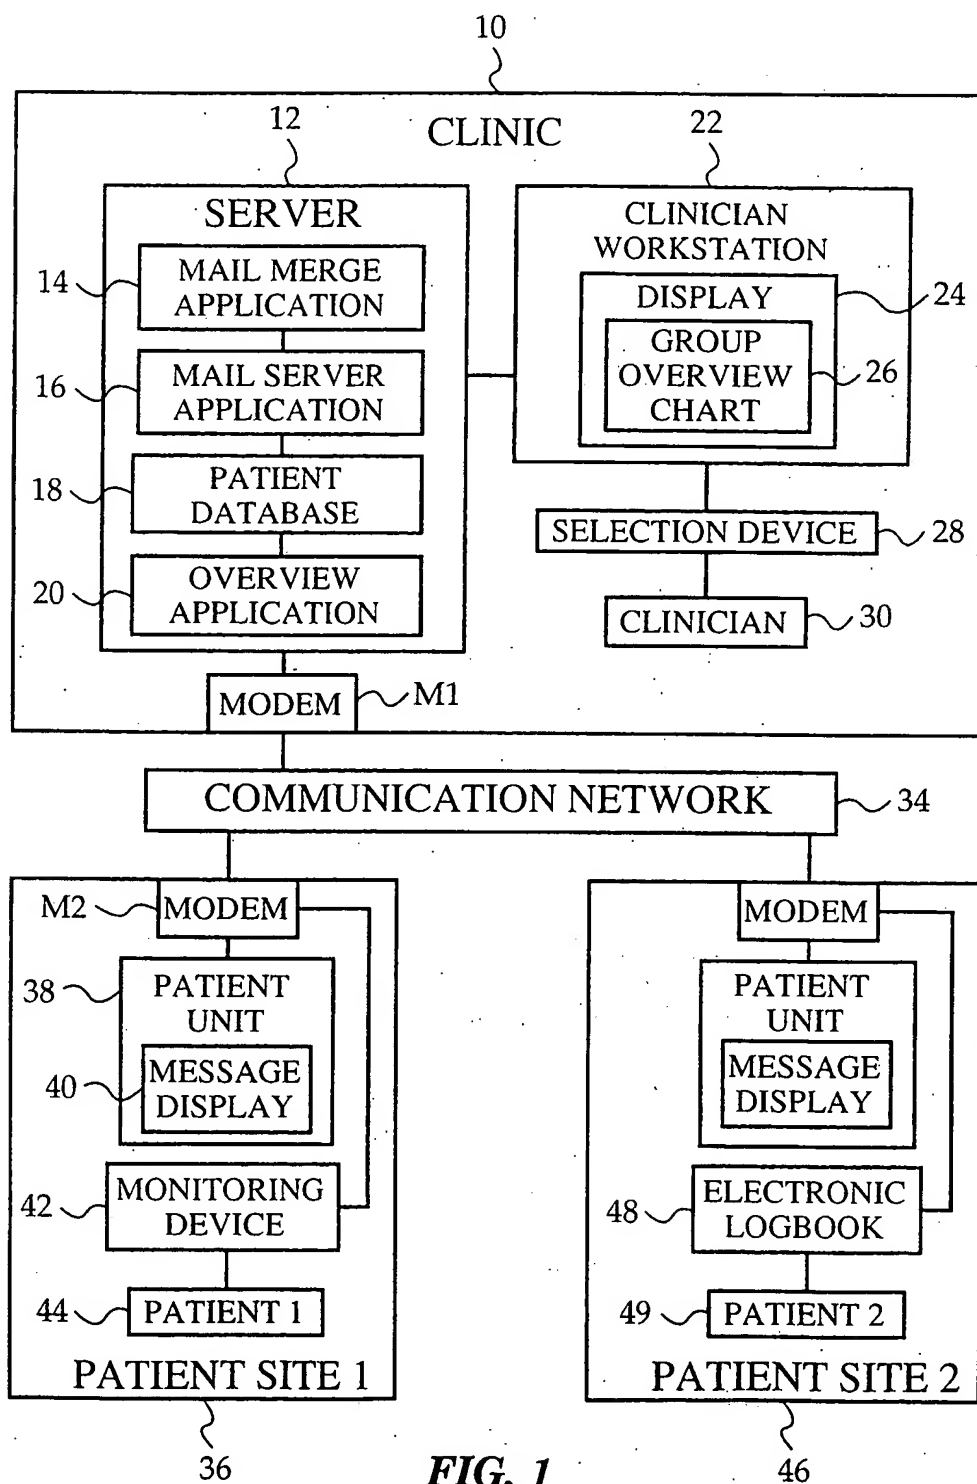 10
CLINIC
12
22
SERVER
MAIL MERGE
APPLICATION
14
MAIL SERVER
APPLICATION
16
PATIENT
DATABASE
18
OVERVIEW
APPLICATION
20
CLINICIAN
WORKSTATION
DISPLAY
24
GROUP
OVERVIEW
CHART
26
SELECTION DEVICE
28
CLINICIAN
30
MODEM
M1
COMMUNICATION NETWORK
34
M2
MODEM
38
PATIENT
UNIT
40
MESSAGE
DISPLAY
42
MONITORING
DEVICE
44
PATIENT 1
PATIENT SITE 1
36
MODEM
PATIENT
UNIT
MESSAGE
DISPLAY
48
ELECTRONIC
LOGBOOK
49
PATIENT 2
PATIENT SITE 2
46
FIG. 1